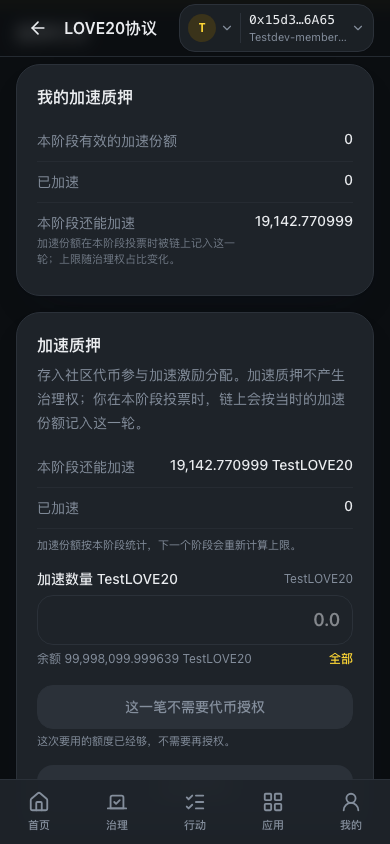 LOVE20协议
T
0x15d3…6A65
Testdev-member…
我的加速质押
本阶段有效的加速份额
0
已加速
0
本阶段还能加速
19,142.770999
加速份额在本阶段投票时被链上记入这一
轮；上限随治理权占比变化。
加速质押
存入社区代币参与加速激励分配。加速质押不产生
治理权；你在本阶段投票时，链上会按当时的加速
份额记入这一轮。
本阶段还能加速
19,142.770999 TestLOVE20
已加速
0
加速份额按本阶段统计，下一个阶段会重新计算上限。
加速数量 TestLOVE20
TestLOVE20
0.0
余额 99,998,099.999639 TestLOVE20
全部
这一笔不需要代币授权
这次要用的额度已经够，不需要再授权。
首页
治理
行动
应用
我的